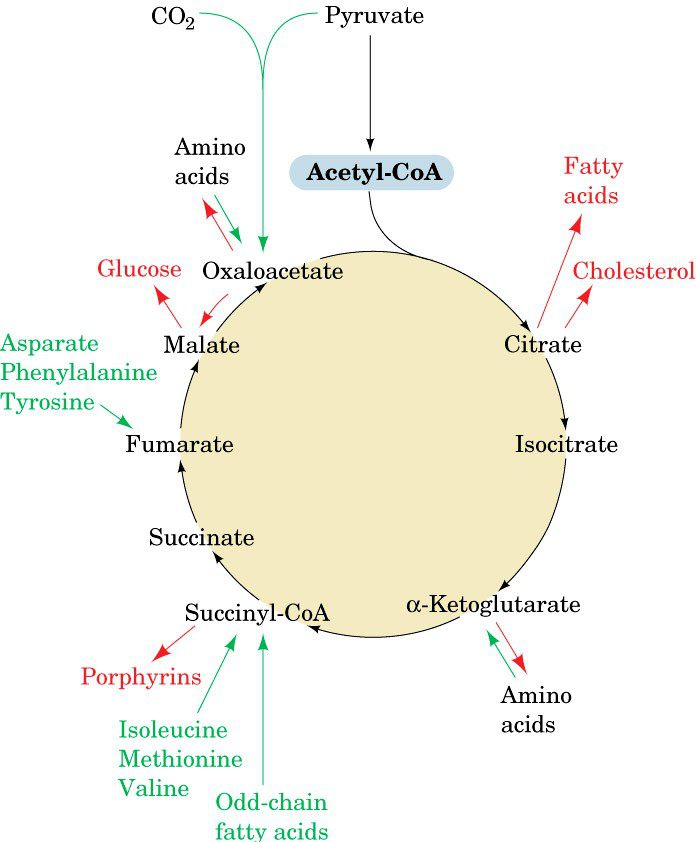 CO₂
Pyruvate
Amino
acids
Acetyl-CoA
Fatty
acids
Glucose
Oxaloacetate
Cholesterol
Malate
Citrate
Asparate
Phenylalanine
Tyrosine
Fumarate
Isocitrate
Succinate
Succinyl-CoA
α-Ketoglutarate
Porphyrins
Amino
acids
Isoleucine
Methionine
Valine
Odd-chain
fatty acids